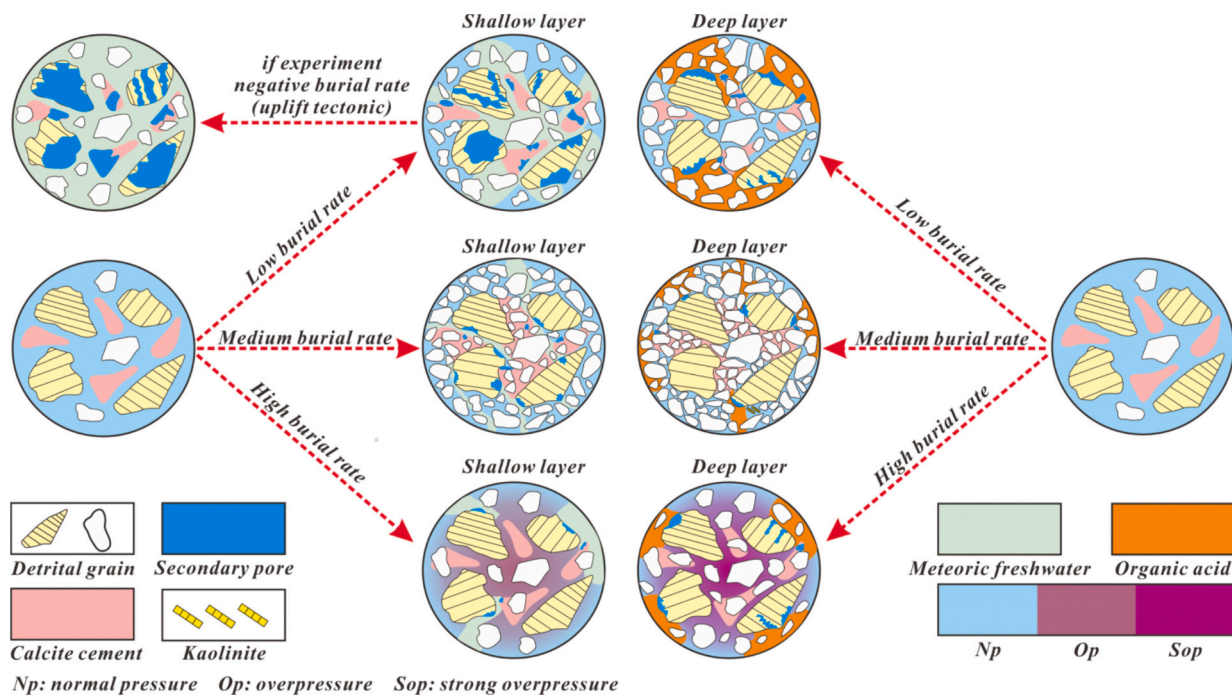 Shallow layer
Deep layer
if experiment
negative burial rate
(uplift tectonic)
Low burial rate
Low burial rate
Shallow layer
Deep layer
Medium burial rate
Medium burial rate
High burial rate
High burial rate
Shallow layer
Deep layer
Detrital grain
Secondary pore
Meteoric freshwater
Organic acid
Calcite cement
Kaolinite
Np
Op
Sop
Np: normal pressure Op: overpressure Sop: strong overpressure